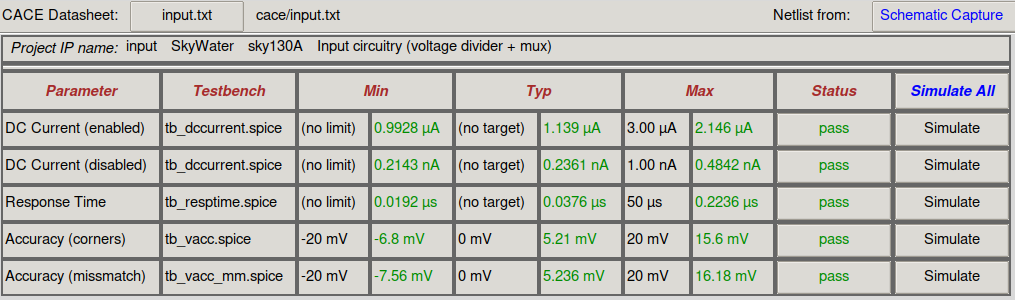 CACE Datasheet: input.txt cace/input.txt Netlist from: Schematic Capture
Project IP name: input SkyWater sky130A Input circuitry (voltage divider + mux)
Parameter Testbench Min Typ Max Status Simulate All
DC Current (enabled) tb_dccurrent.spice (no limit) 0.9928 µA (no target) 1.139 µA 3.00 µA 2.146 µA pass Simulate
DC Current (disabled) tb_dccurrent.spice (no limit) 0.2143 nA (no target) 0.2361 nA 1.00 nA 0.4842 nA pass Simulate
Response Time tb_resptime.spice (no limit) 0.0192 µs (no target) 0.0376 µs 50 µs 0.2236 µs pass Simulate
Accuracy (corners) tb_vacc.spice -20 mV -6.8 mV 0 mV 5.21 mV 20 mV 15.6 mV pass Simulate
Accuracy (missmatch) tb_vacc_mm.spice -20 mV -7.56 mV 0 mV 5.236 mV 20 mV 16.18 mV pass Simulate